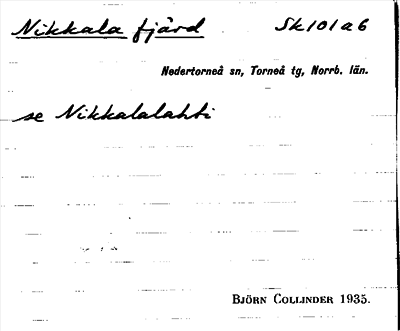 Nikkala fjärd Sk101a6
Nedertorneå sn, Torneå tg, Norrb. län.
se Nikkalalahti
BJÖRN COLLINDER 1935.